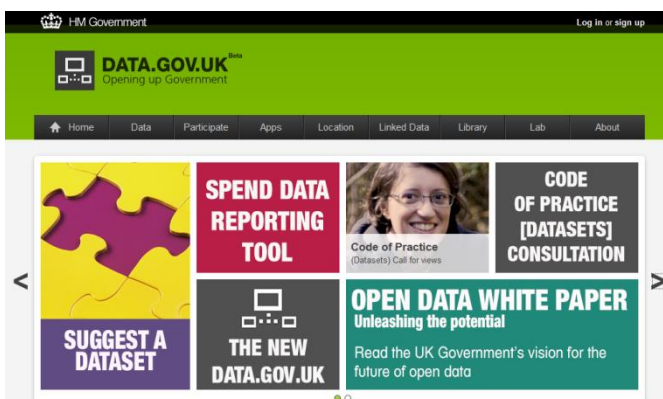 HM Government
Log in or sign up
DATA.GOV.UK Beta
Opening up Government
Home Data Participate Apps Location Linked Data Library Lab About
SUGGEST A
DATASET
SPEND DATA
REPORTING
TOOL
Code of Practice
(Datasets) Call for views
CODE
OF PRACTICE
[DATASETS]
CONSULTATION
THE NEW
DATA.GOV.UK
OPEN DATA WHITE PAPER
Unleashing the potential
Read the UK Government's vision for the
future of open data